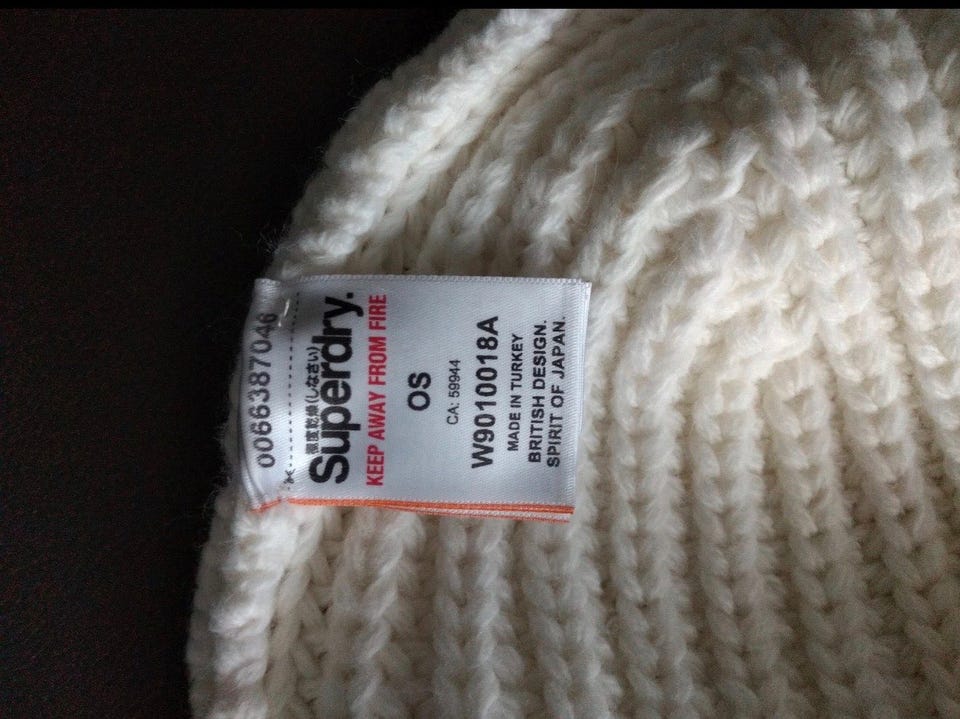 0066387046
極度乾燥(しなさい)
Superdry.
KEEP AWAY FROM FIRE
OS
CA: 59944
W9010018A
MADE IN TURKEY
BRITISH DESIGN.
SPIRIT OF JAPAN.